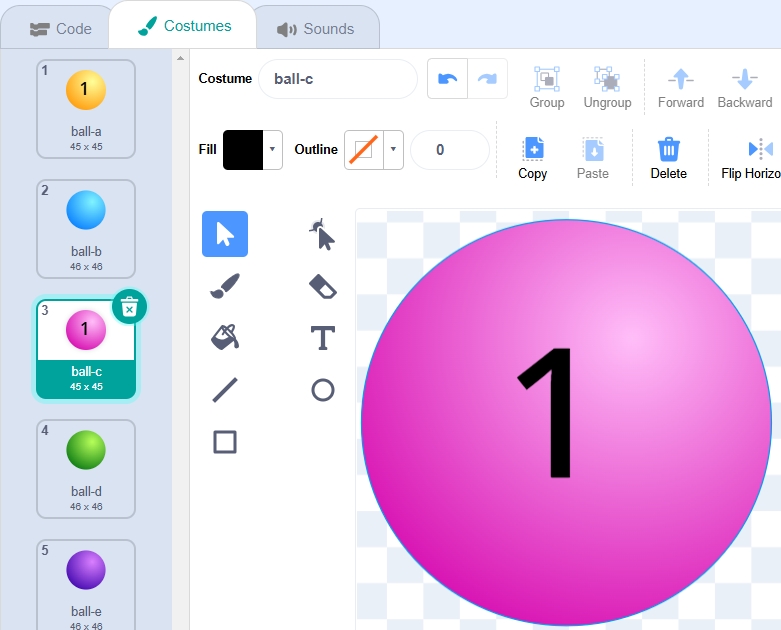 Code
Costumes
Sounds
1
1
ball-a
45 x 45
2
ball-b
46 x 46
3
1
ball-c
45 x 45
4
ball-d
46 x 46
5
ball-e
46 x 46
Costume
ball-c
Group
Ungroup
Forward
Backward
Fill
Outline
0
Copy
Paste
Delete
Flip Horizo
T
1